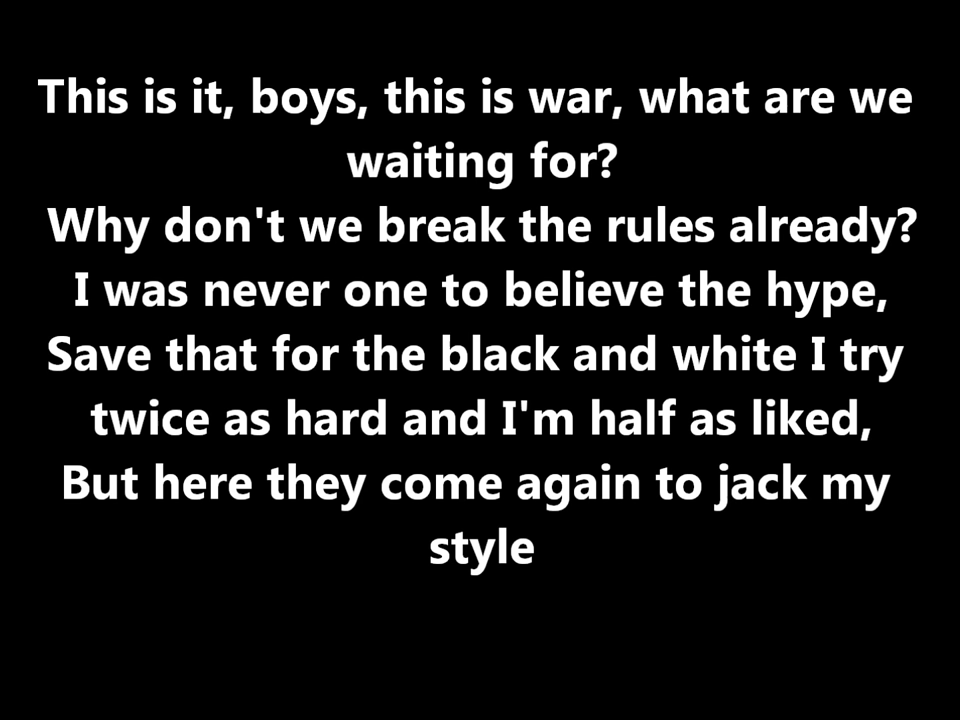 This is it, boys, this is war, what are we
waiting for?
Why don't we break the rules already?
I was never one to believe the hype,
Save that for the black and white I try
twice as hard and I'm half as liked,
But here they come again to jack my
style